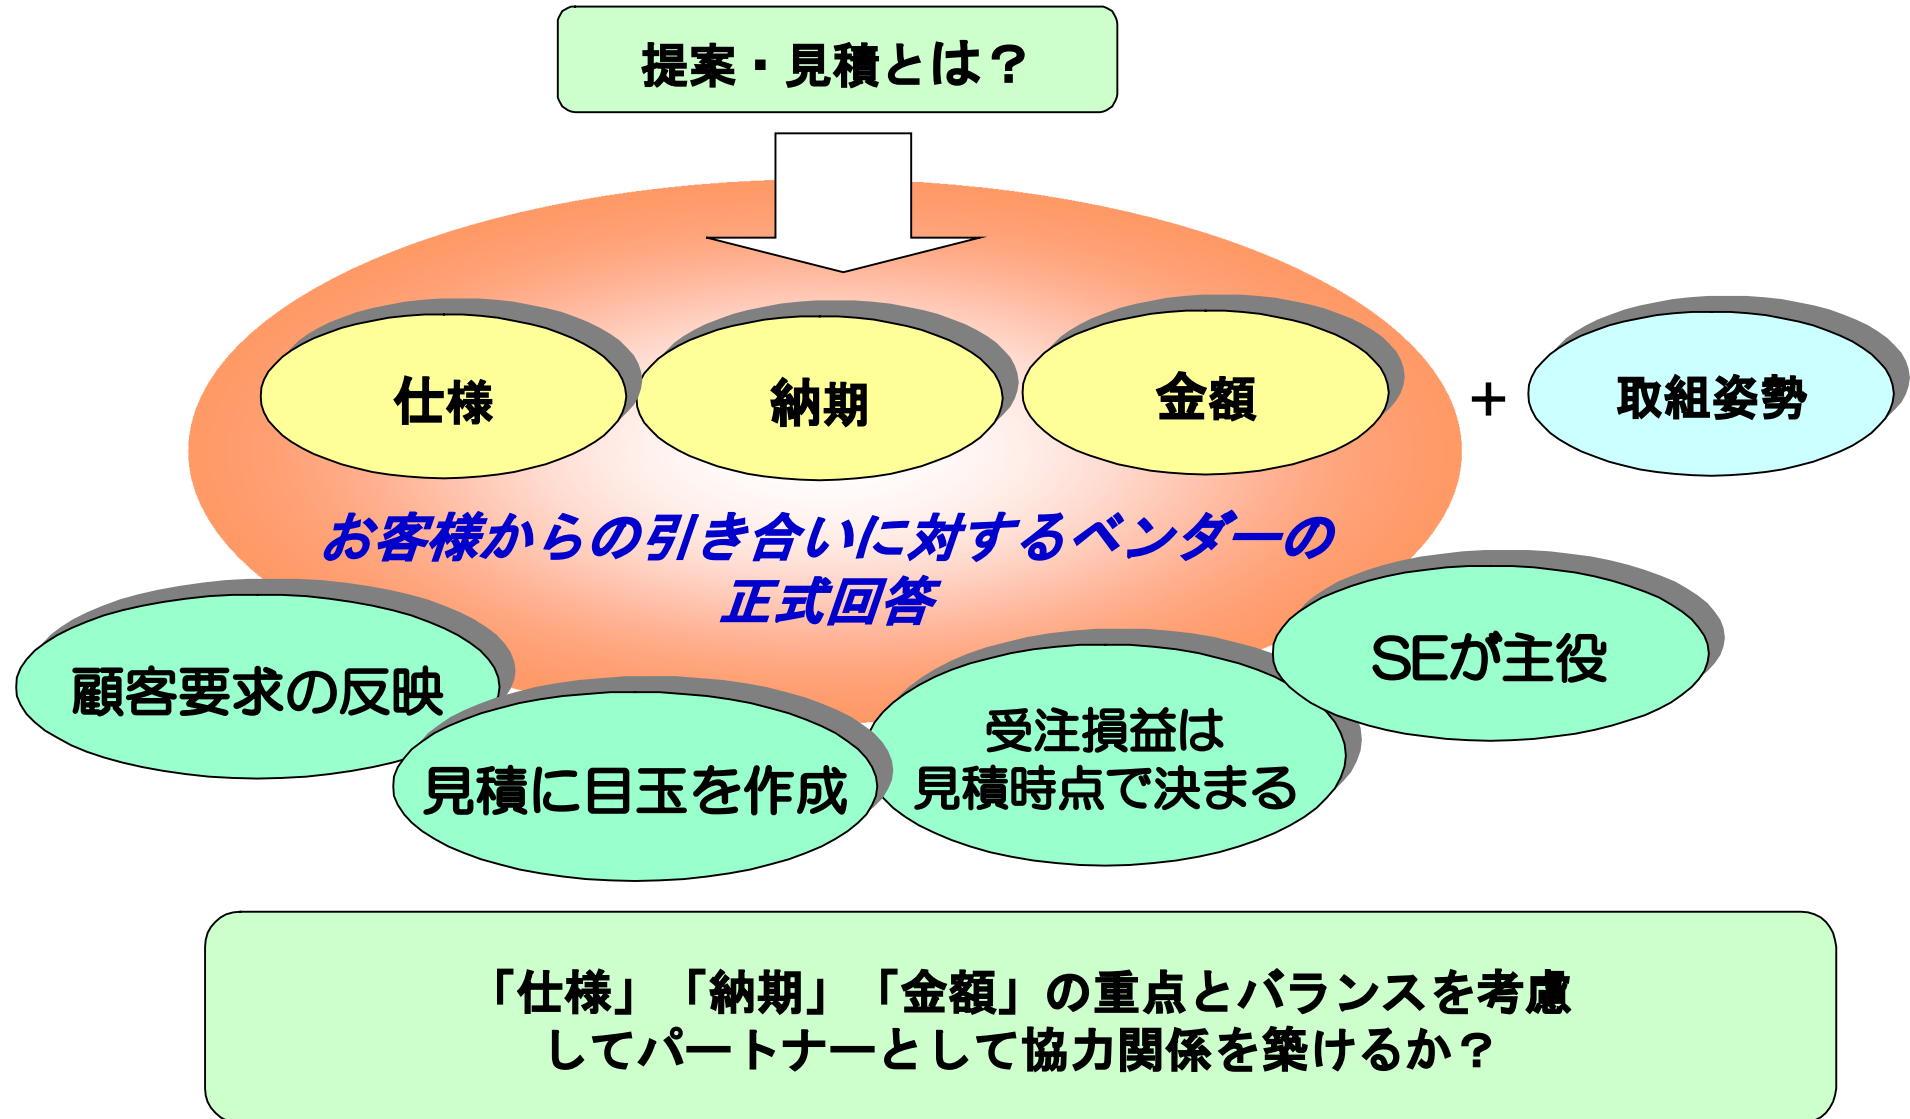 提案・見積とは？
仕様
納期
金額
＋
取組姿勢
お客様からの引き合いに対するベンダーの
正式回答
顧客要求の反映
見積に目玉を作成
受注損益は
見積時点で決まる
SEが主役
「仕様」「納期」「金額」の重点とバランスを考慮
してパートナーとして協力関係を築けるか？